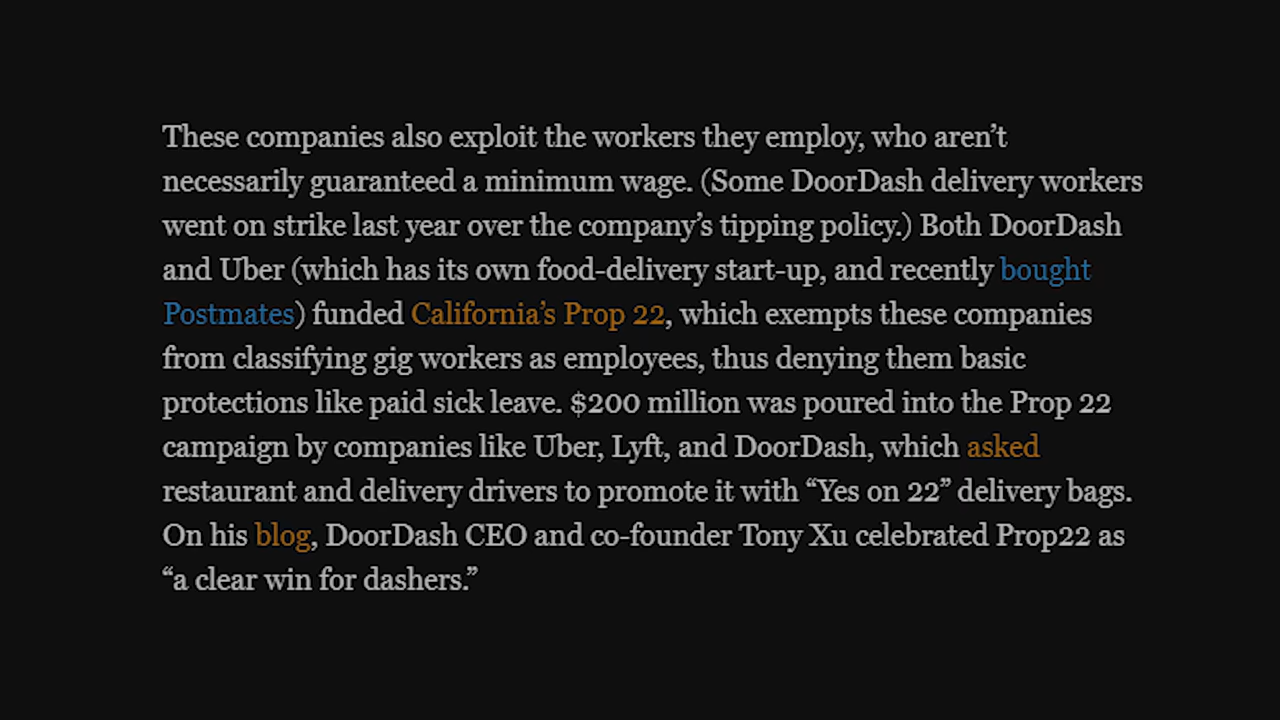 These companies also exploit the workers they employ, who aren’t
necessarily guaranteed a minimum wage. (Some DoorDash delivery workers
went on strike last year over the company’s tipping policy.) Both DoorDash
and Uber (which has its own food-delivery start-up, and recently bought
Postmates) funded California’s Prop 22, which exempts these companies
from classifying gig workers as employees, thus denying them basic
protections like paid sick leave. $200 million was poured into the Prop 22
campaign by companies like Uber, Lyft, and DoorDash, which asked
restaurant and delivery drivers to promote it with “Yes on 22” delivery bags.
On his blog, DoorDash CEO and co-founder Tony Xu celebrated Prop22 as
“a clear win for dashers.”